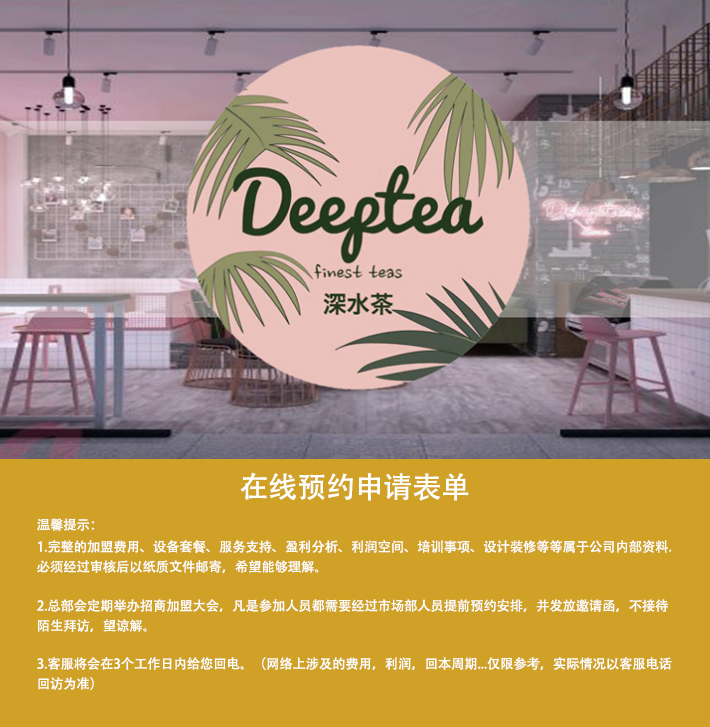 Deeptea
finest teas
深水茶
在线预约申请表单
温馨提示：
1.完整的加盟费用、设备套餐、服务支持、盈利分析、利润空间、培训事项、设计装修等等属于公司内部资料.
必须经过审核后以纸质文件邮寄，希望能够理解。
2.总部会定期举办招商加盟大会，凡是参加人员都需要经过市场部人员提前预约安排，并发放邀请函，不接待
陌生拜访，望谅解。
3.客服将会在3个工作日内给您回电。（网络上涉及的费用，利润，回本周期...仅限参考，实际情况以客服电话
回访为准）